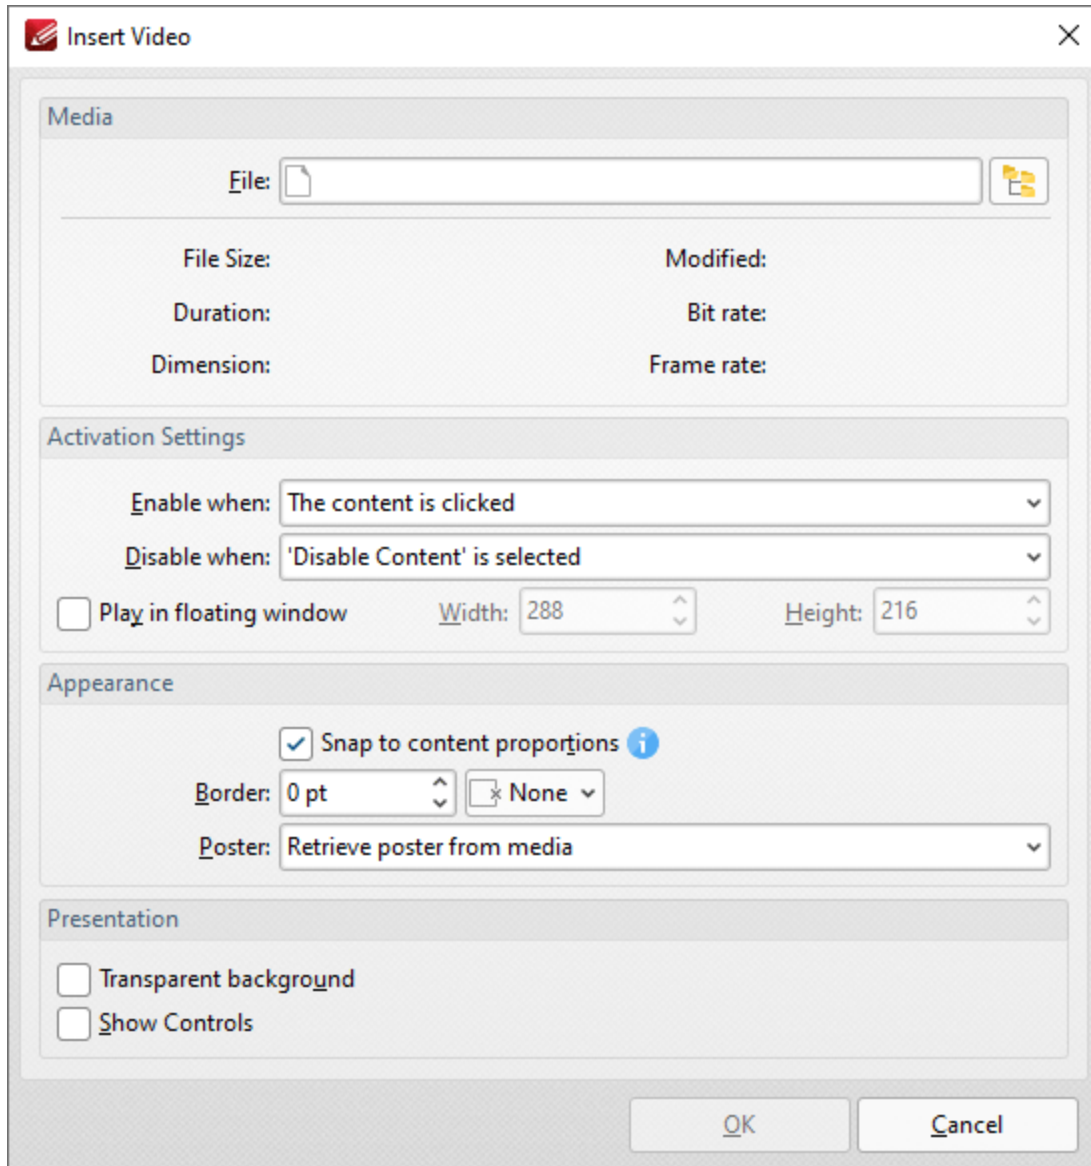 Insert Video
Media
File:
File Size: Modified:
Duration: Bit rate:
Dimension: Frame rate:
Activation Settings
Enable when: The content is clicked
Disable when: 'Disable Content' is selected
Play in floating window Width: 288 Height: 216
Appearance
Snap to content proportions
Border: 0 pt None
Poster: Retrieve poster from media
Presentation
Transparent background
Show Controls
OK Cancel